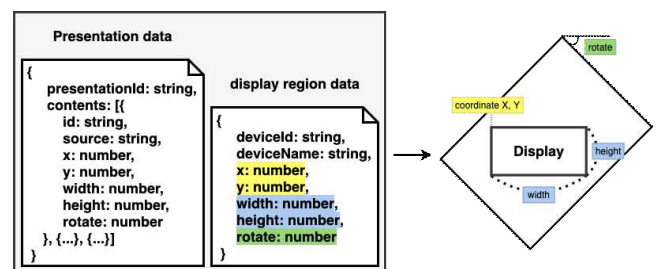 Presentation data
{
presentationId: string,
contents: [{
id: string,
source: string,
x: number,
y: number,
width: number,
height: number,
rotate: number
}, {...}, {...}]
}
display region data
{
deviceId: string,
deviceName: string,
x: number,
y: number,
width: number,
height: number,
rotate: number
}
rotate
coordinate X, Y
Display
height
width